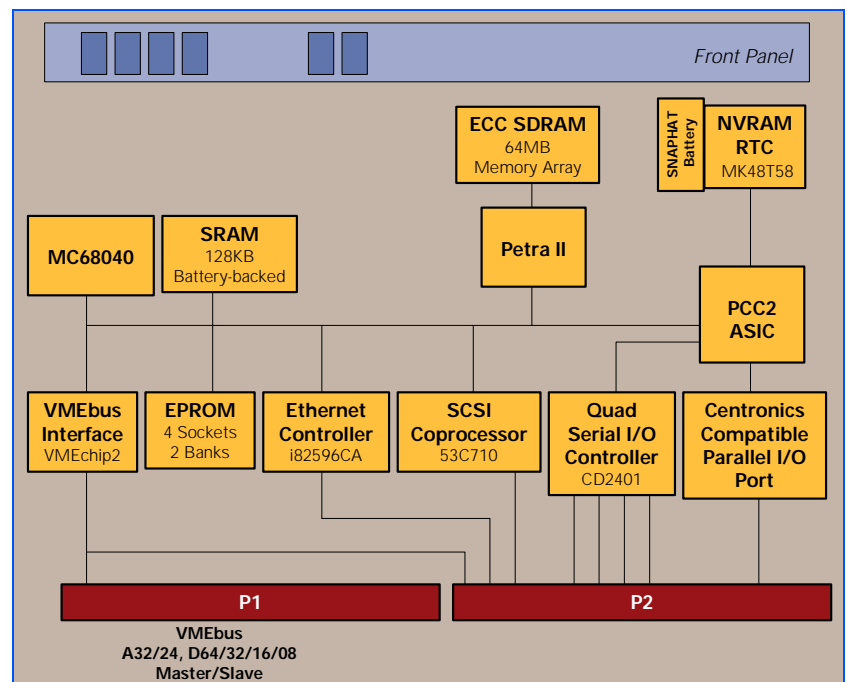 Front Panel
ECC SDRAM
64MB
Memory Array
SNAPHAT
Battery
NVRAM
RTC
MK48T58
MC68040
SRAM
128KB
Battery-backed
Petra II
PCC2
ASIC
VMEbus
Interface
VMEchip2
EPROM
4 Sockets
2 Banks
Ethernet
Controller
i82596CA
SCSI
Coprocessor
53C710
Quad
Serial I/O
Controller
CD2401
Centronics
Compatible
Parallel I/O
Port
P1
P2
VMEbus
A32/24, D64/32/16/08
Master/Slave